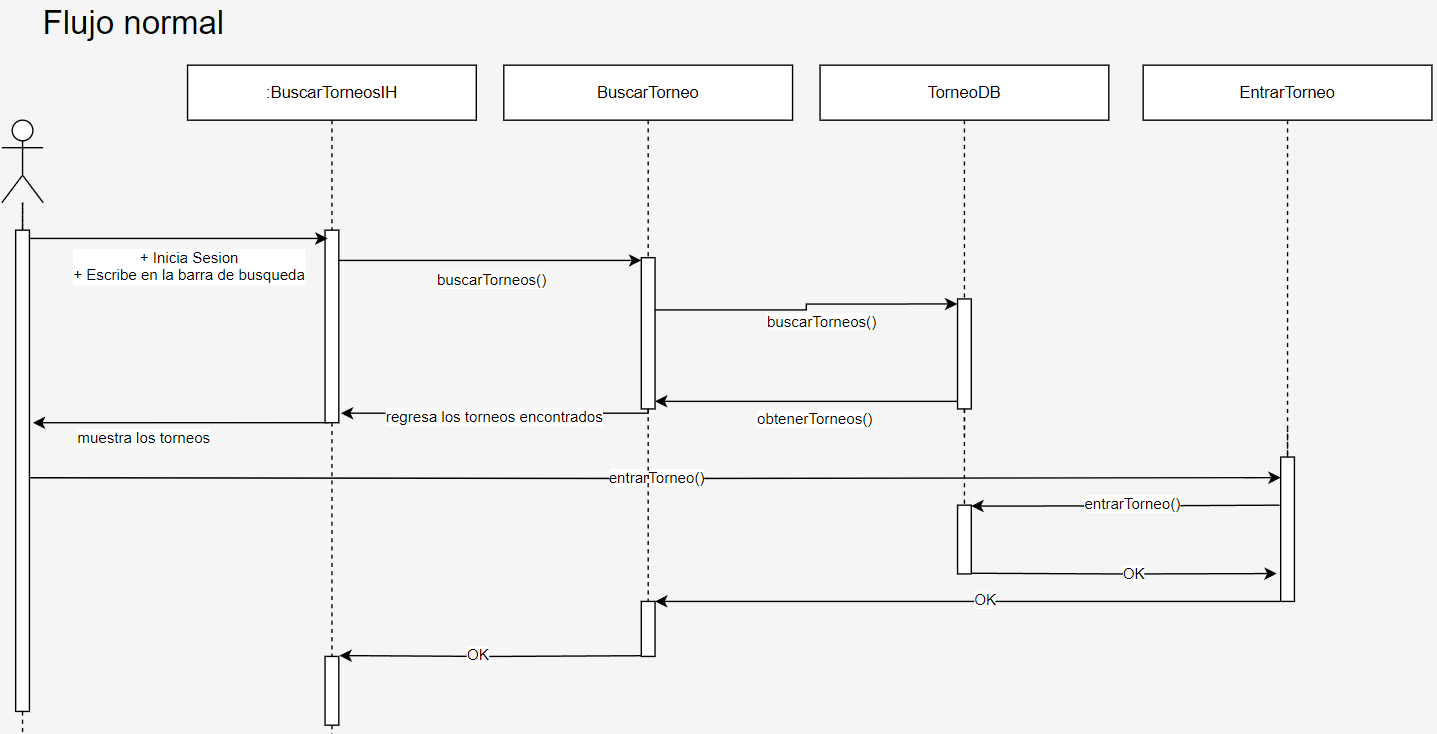 Flujo normal
:BuscarTorneosIH
BuscarTorneo
TorneoDB
EntrarTorneo
+ Inicia Sesion
+ Escribe en la barra de busqueda
buscarTorneos()
buscarTorneos()
obtenerTorneos()
regresa los torneos encontrados
muestra los torneos
entrarTorneo()
entrarTorneo()
OK
OK
OK